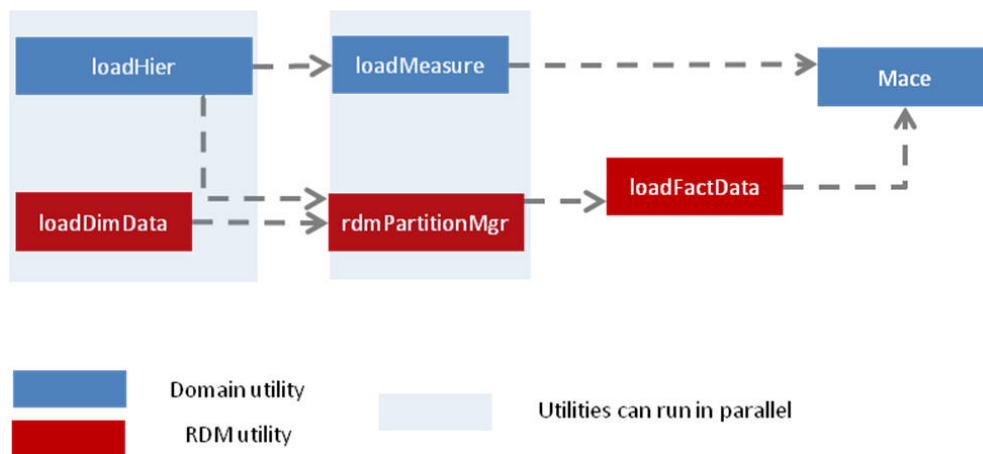 loadHier
loadMeasure
Mace
loadFactData
loadDimData
rdmPartitionMgr
Domain utility
Utilities can run in parallel
RDM utility